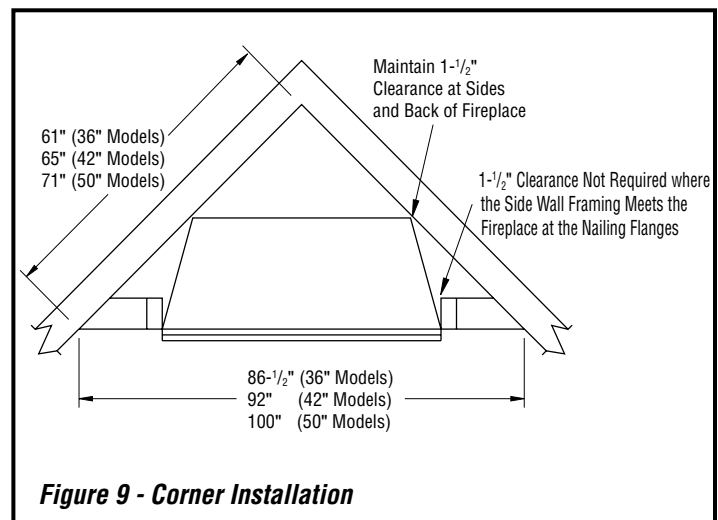 Maintain 1-1/2"
Clearance at Sides
and Back of Fireplace
61" (36" Models)
65" (42" Models)
71" (50" Models)
1-1/2" Clearance Not Required where
the Side Wall Framing Meets the
Fireplace at the Nailing Flanges
86-1/2" (36" Models)
92" (42" Models)
100" (50" Models)
Figure 9 - Corner Installation